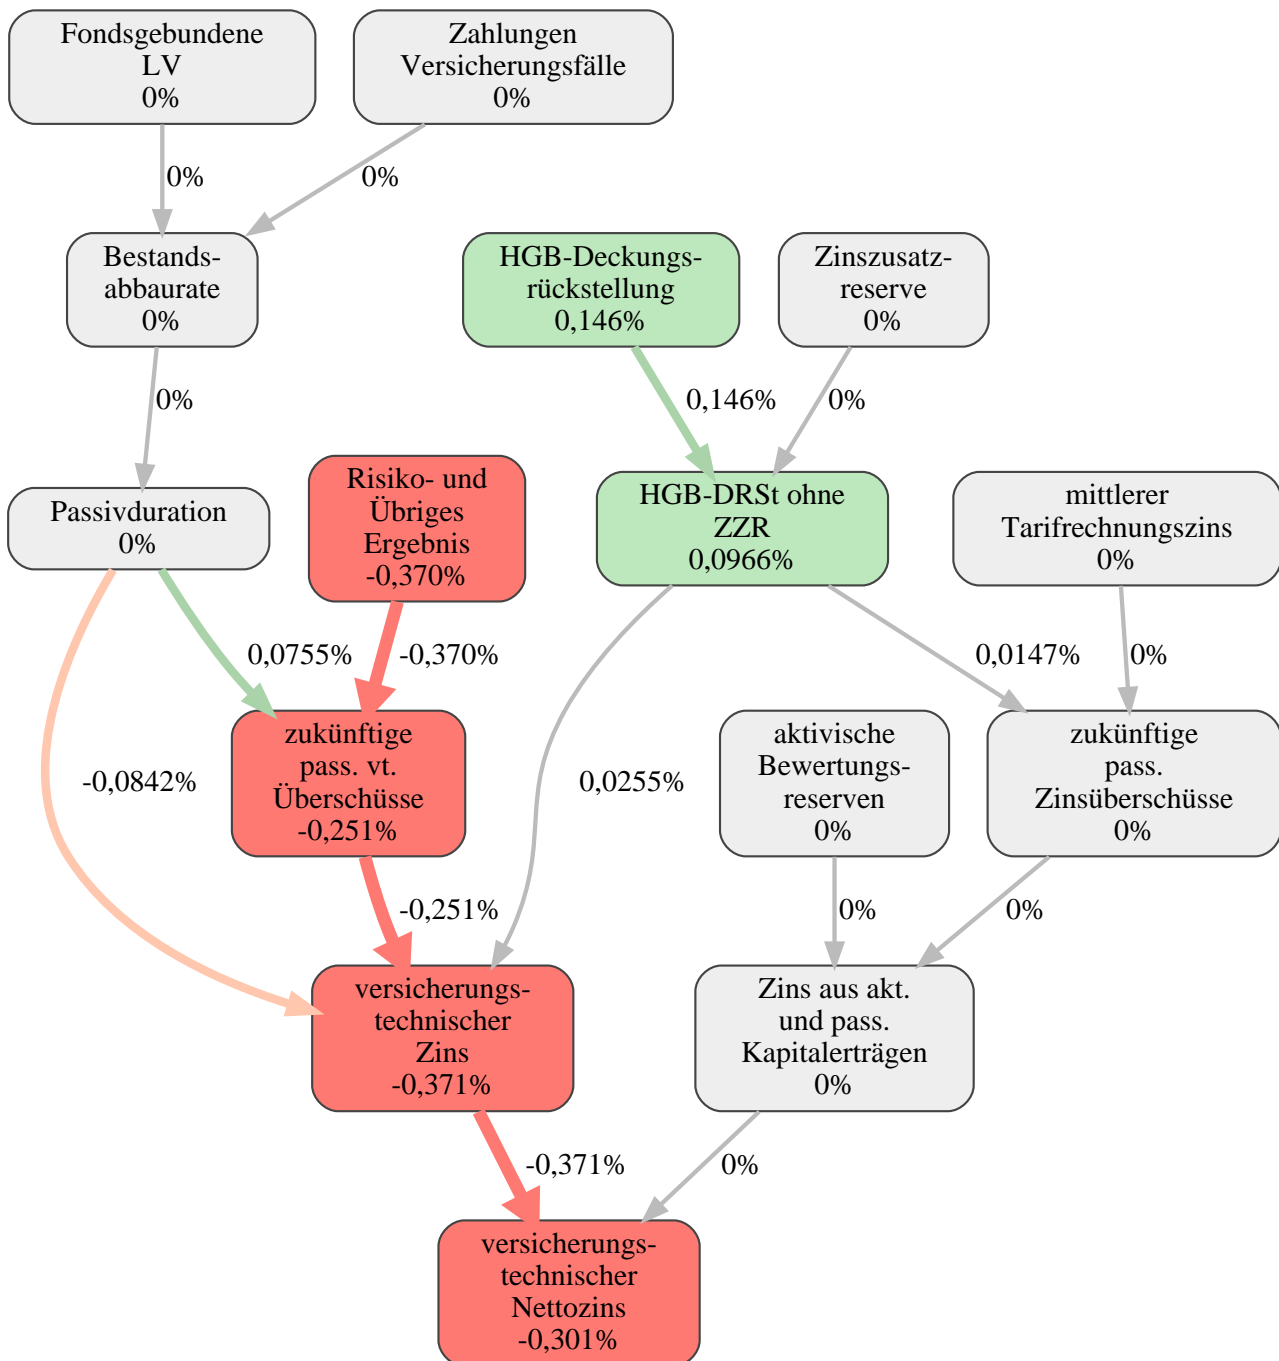 Fondsgebundene
LV
0%
Zahlungen
Versicherungsfälle
0%
0%
0%
Bestands-
abbaurate
0%
HGB-Deckungs-
rückstellung
0,146%
Zinszusatz-
reserve
0%
0%
0,146%
0%
Passivduration
0%
Risiko- und
Übriges
Ergebnis
-0,370%
HGB-DRSt ohne
ZZR
0,0966%
mittlerer
Tarifrechnungszins
0%
0,0755%
-0,370%
0,0147%
0%
-0,0842%
zukünftige
pass. vt.
Überschüsse
-0,251%
0,0255%
aktivische
Bewertungs-
reserven
0%
zukünftige
pass.
Zinsüberschüsse
0%
-0,251%
0%
0%
versicherungs-
technischer
Zins
-0,371%
Zins aus akt.
und pass.
Kapitalerträgen
0%
-0,371%
0%
versicherungs-
technischer
Nettozins
-0,301%